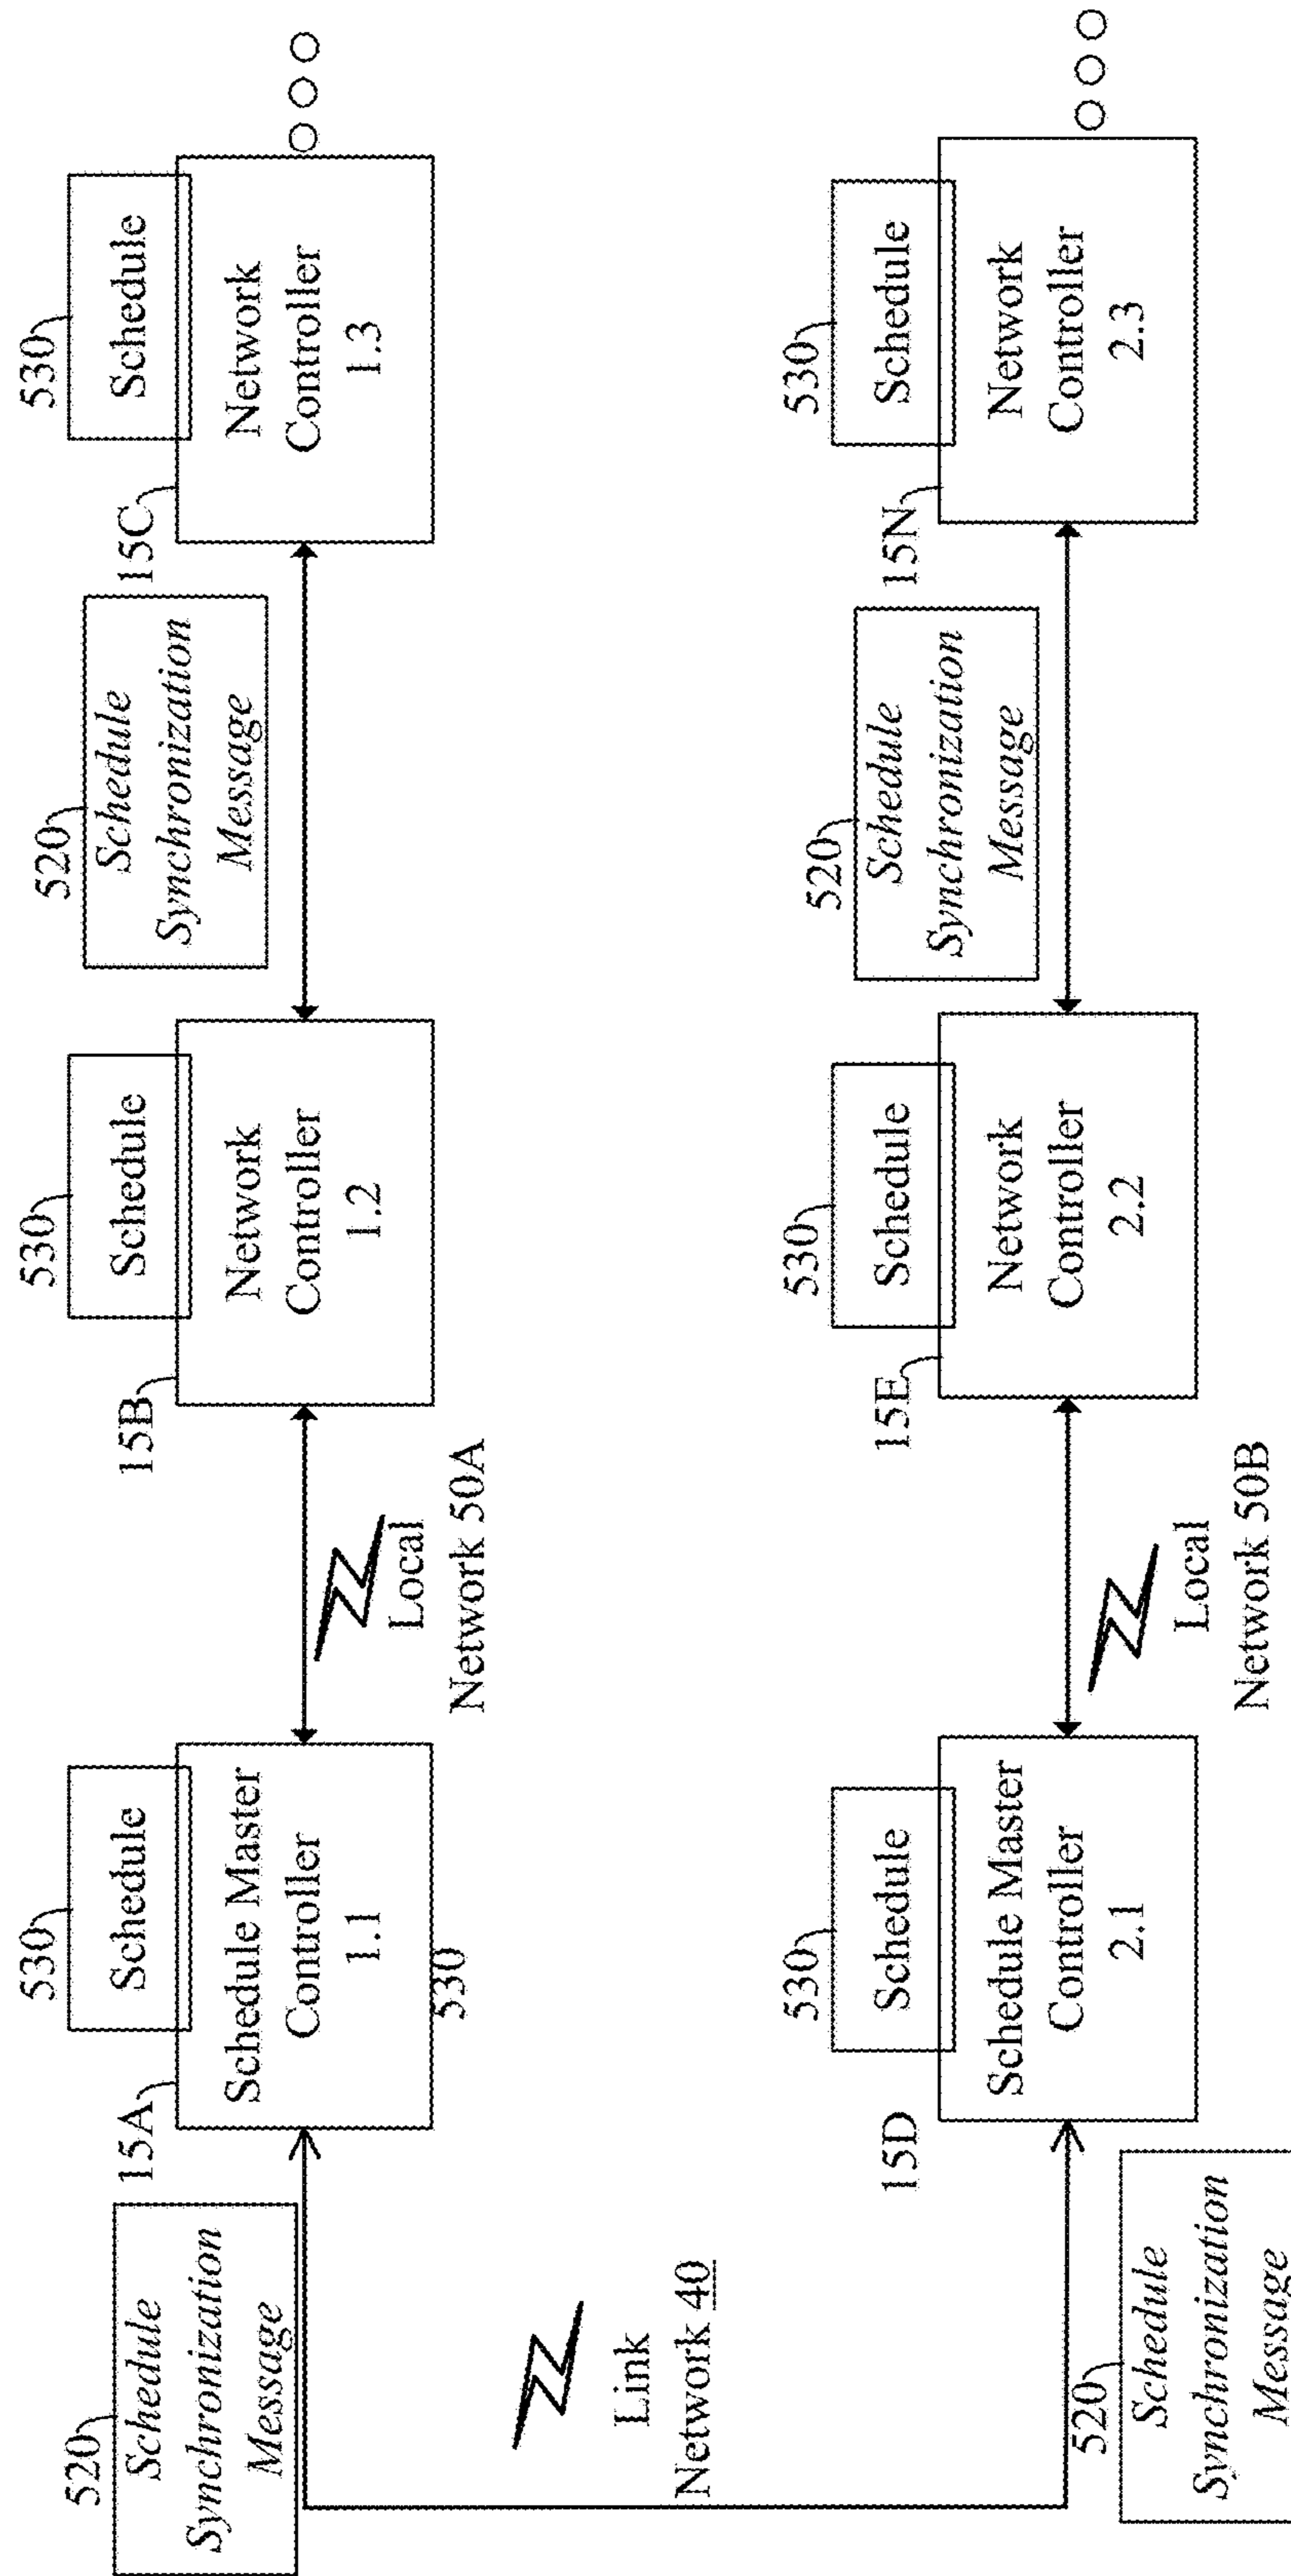 520
Schedule
Synchronization
Message
15A
530
Schedule
Schedule Master
Controller
1.1
530
Local
Network 50A
15B
530
Schedule
Network
Controller
1.2
520
Schedule
Synchronization
Message
15C
530
Schedule
Network
Controller
1.3
Link
Network 40
520
Schedule
Synchronization
Message
15D
530
Schedule
Schedule Master
Controller
2.1
Local
Network 50B
15E
530
Schedule
Network
Controller
2.2
520
Schedule
Synchronization
Message
15N
530
Schedule
Network
Controller
2.3